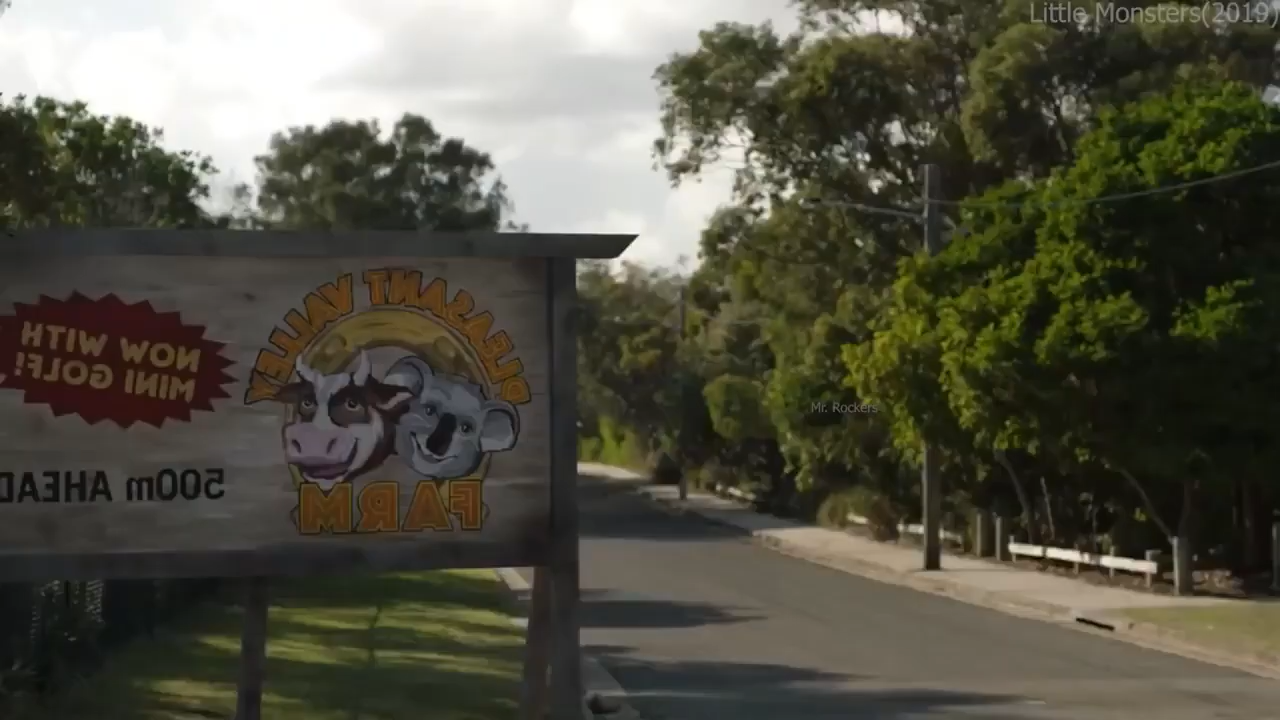 Little Monsters(2019)
PLEASANT VALLEY
FARM
NOW WITH
MINI GOLF!
500m AHEAD
Mr. Rockers